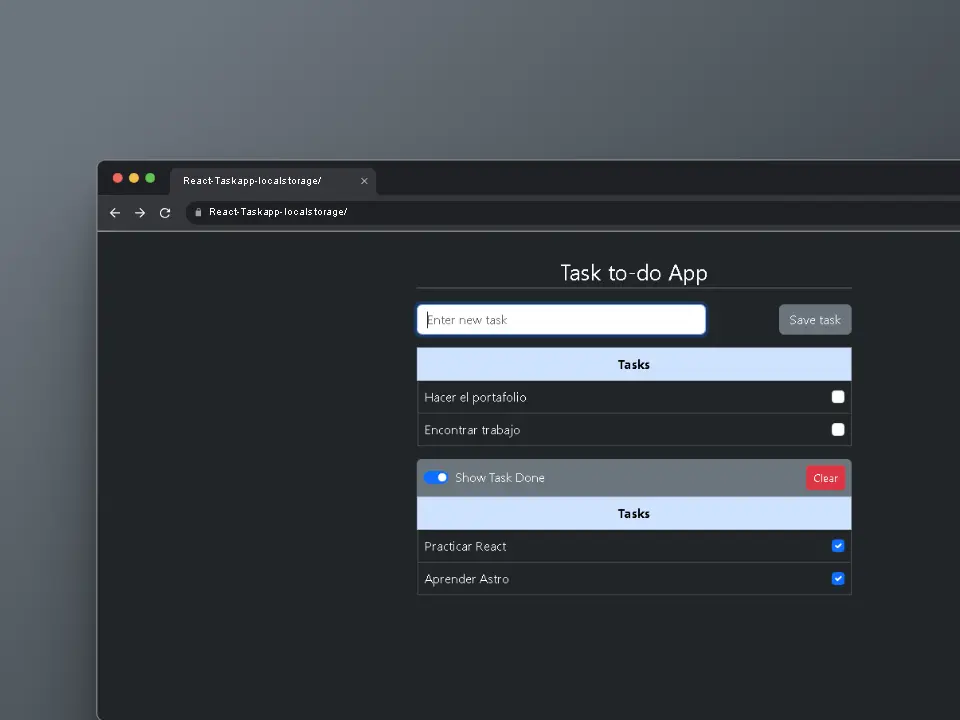 React-Taskapp-localstorage/
React-Taskapp-localstorage/
Task to-do App
Enter new task
Save task
Tasks
Hacer el portafolio
Encontrar trabajo
Show Task Done
Clear
Tasks
Practicar React
Aprender Astro